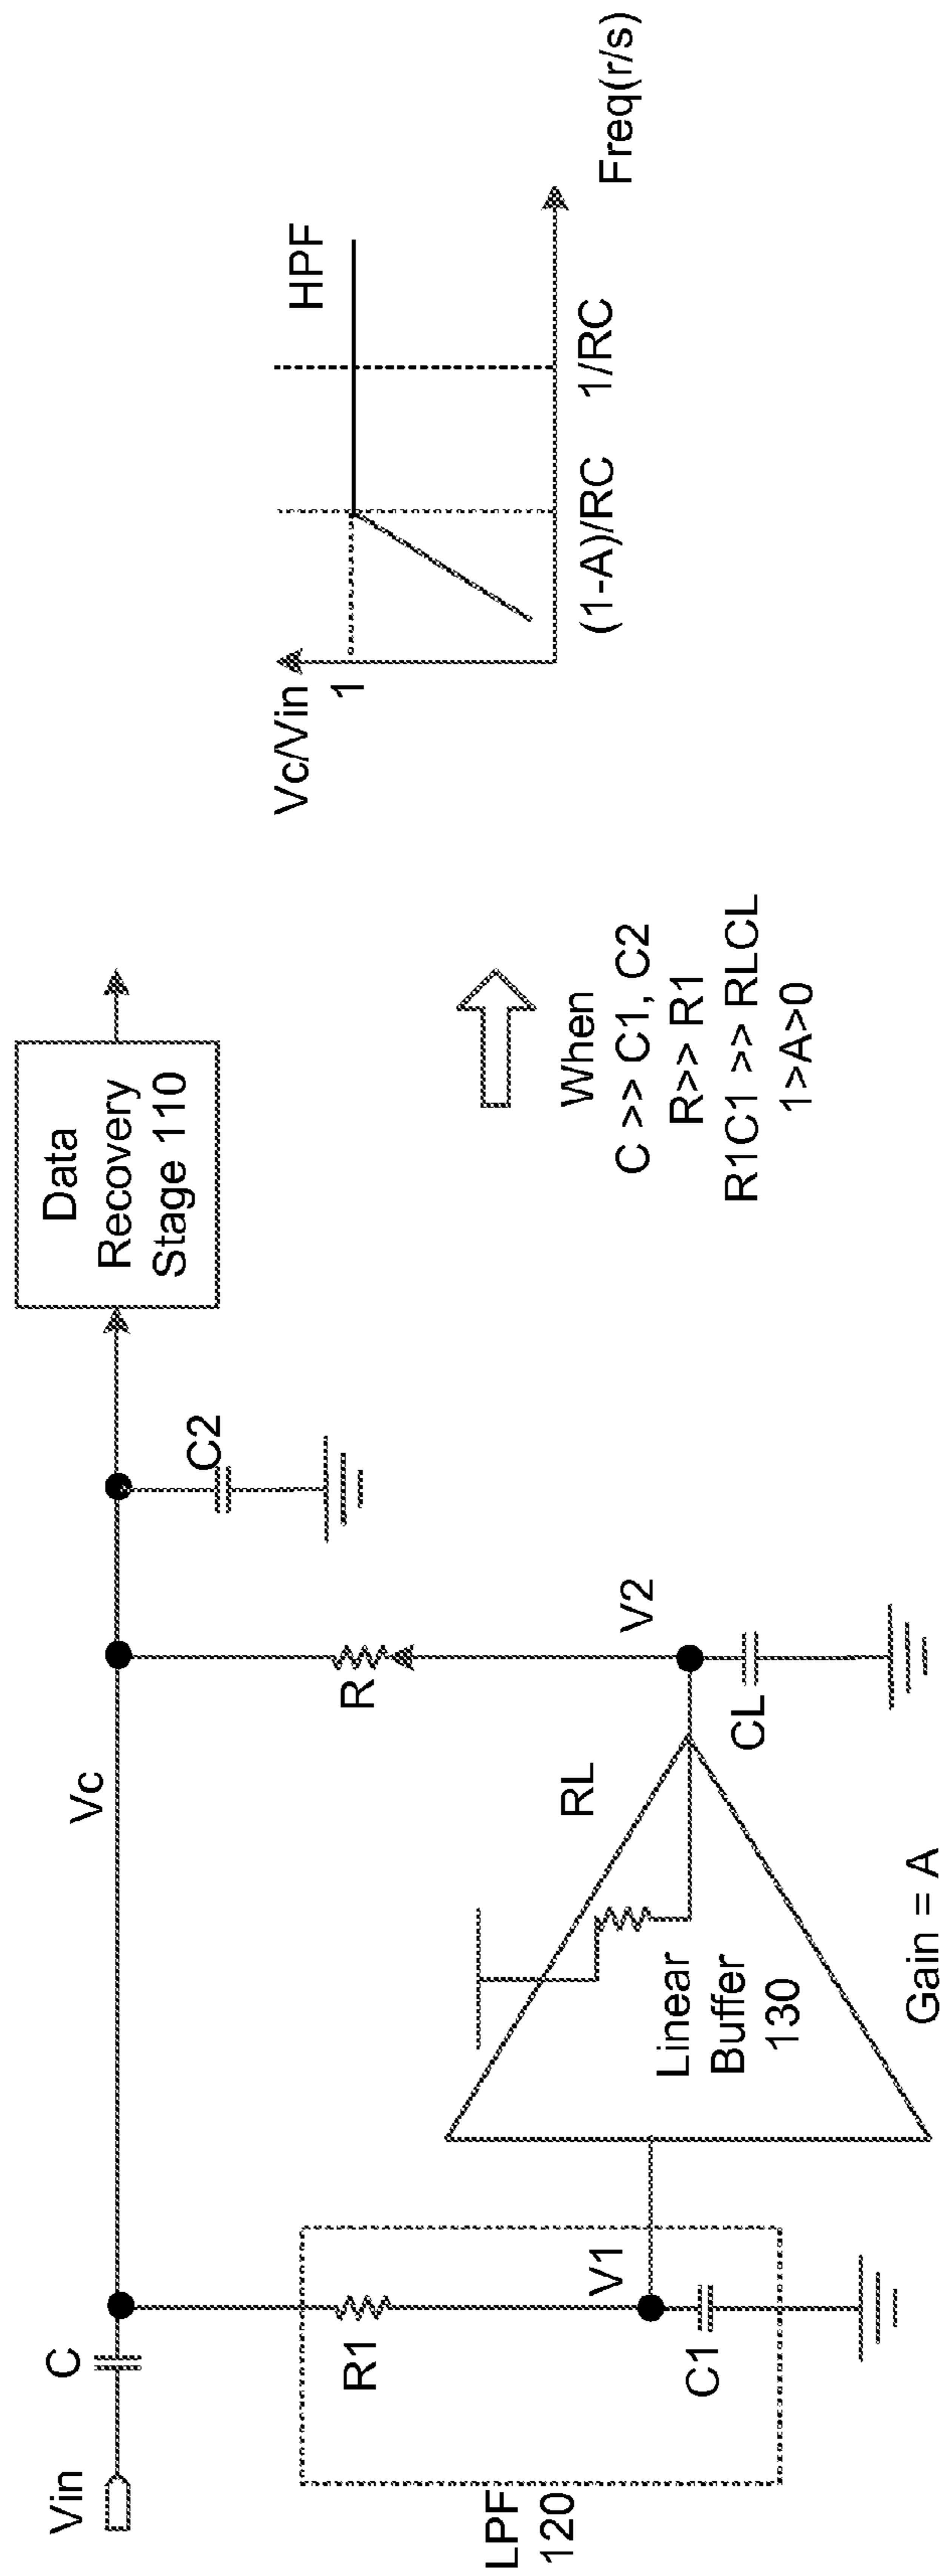 Vin
C
Vc
Data
Recovery
Stage 110
C2
R
R1
V1
C1
LPF
120
Linear
Buffer
130
RL
V2
CL
Gain = A
When
C >> C1, C2
R>> R1
R1C1 >> RLCL
1>A>0
Vc/Vin
1
HPF
(1-A)/RC
1/RC
Freq(r/s)